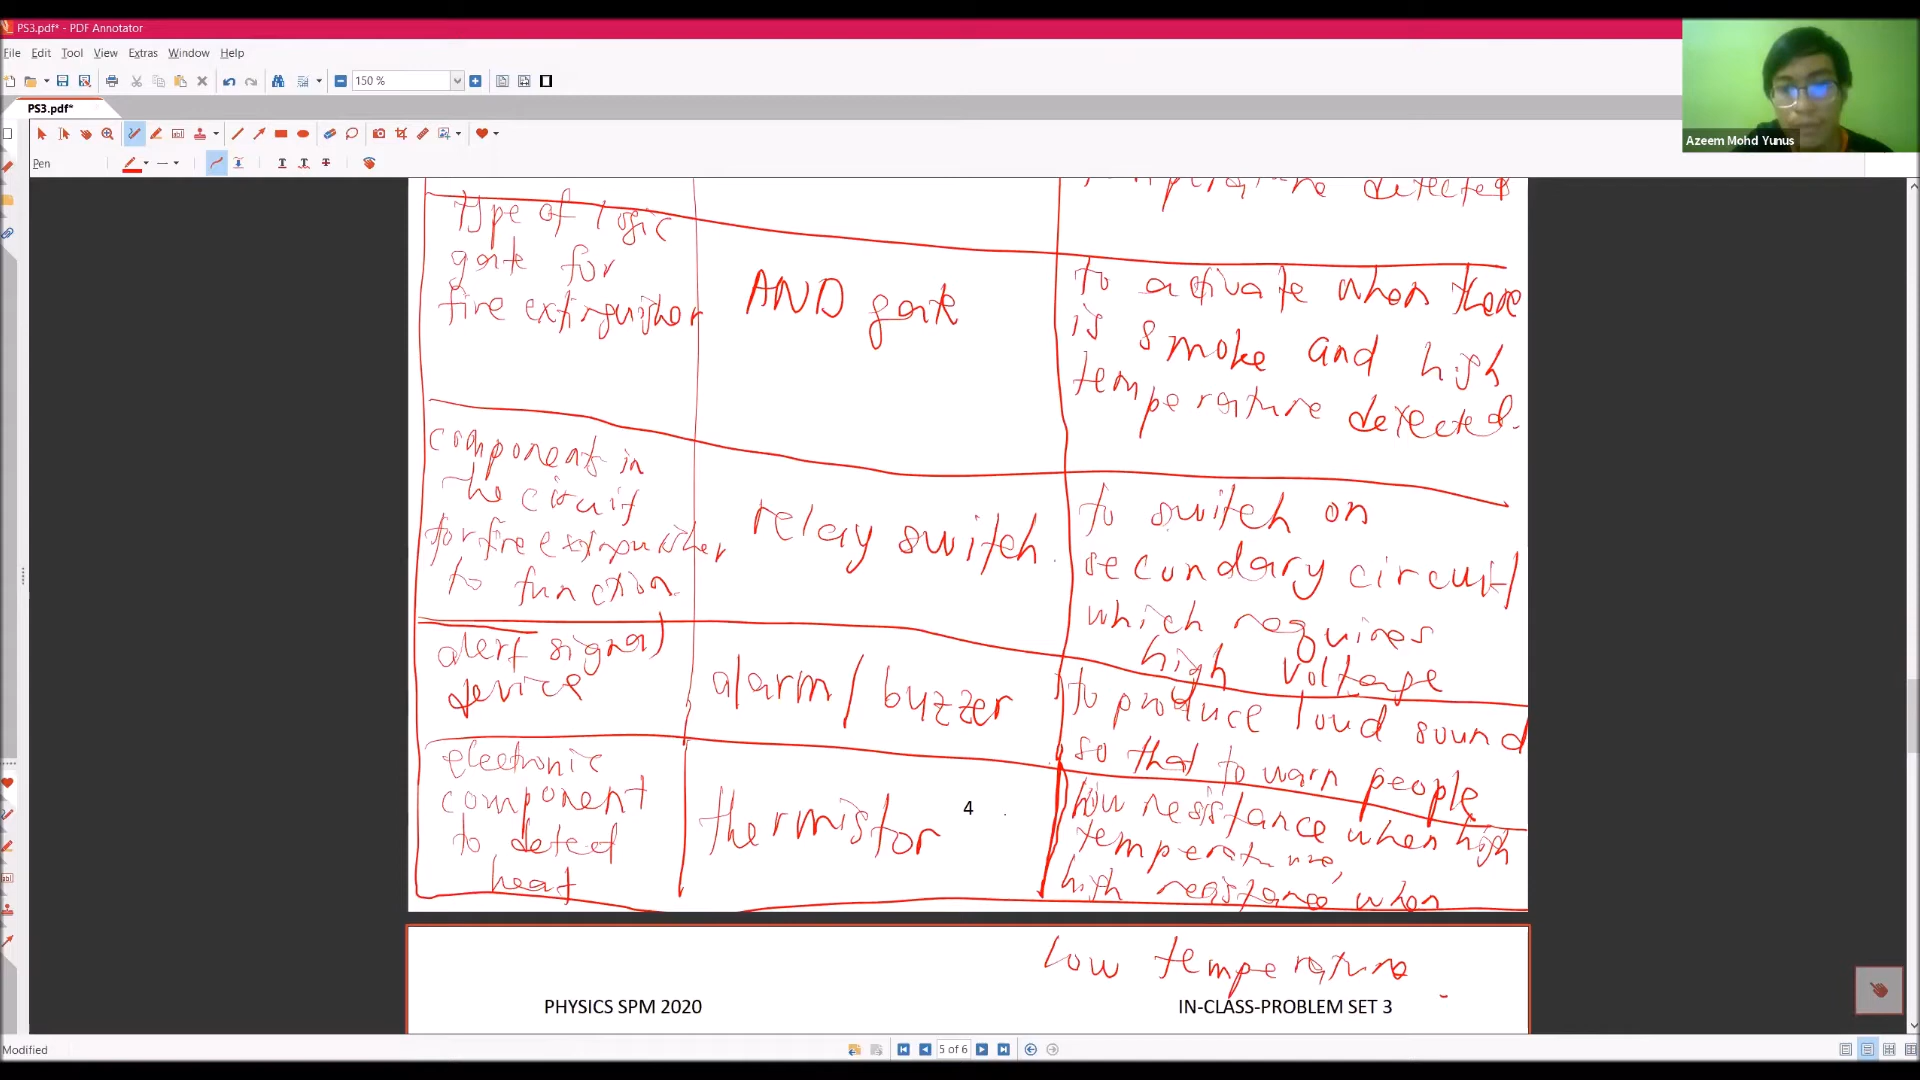 PS3.pdf* - PDF Annotator
File Edit Tool View Extras Window Help
150 %
PS3.pdf*
Pen
Azeem Mohd Yunus
temperature detected
type of logic
gate for
fire extinguisher
AND gate
to activate when there
is smoke and high
temperature detected.
component in
the circuit
for fire extinguisher
to function.
relay switch.
to switch on
secondary circuit
which requires
high voltage
alert signal
device
alarm / buzzer
to produce loud sound
so that to warn people
electronic
component
to detect
heat
thermistor
4
low resistance when high
temperature,
high resistance when
low temperature.
PHYSICS SPM 2020
IN-CLASS-PROBLEM SET 3
Modified
5 of 6